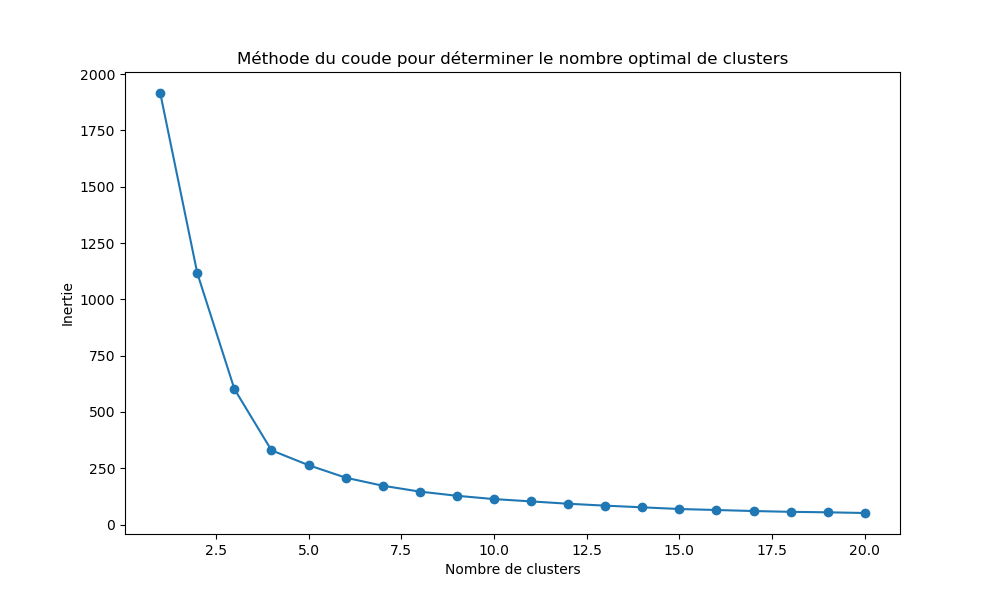 Méthode du coude pour déterminer le nombre optimal de clusters
2000
1750
1500
1250
1000
750
500
250
0
Inertie
2.5 5.0 7.5 10.0 12.5 15.0 17.5 20.0
Nombre de clusters